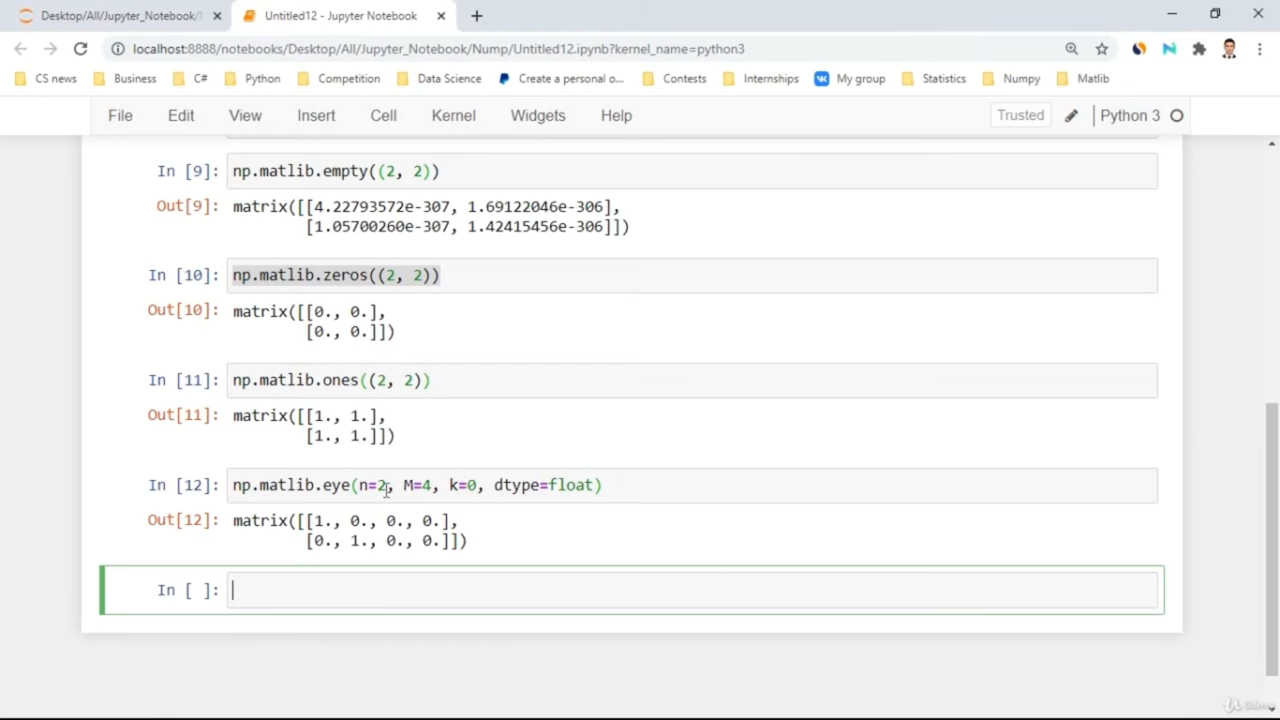 Desktop/All/Jupyter_Notebook/
Untitled12 - Jupyter Notebook
localhost:8888/notebooks/Desktop/All/Jupyter_Notebook/Nump/Untitled12.ipynb?kernel_name=python3
CS news Business C# Python Competition Data Science Create a personal o... Contests Internships My group Statistics Numpy Matlib
File Edit View Insert Cell Kernel Widgets Help Trusted Python 3
In [9]: np.matlib.empty((2, 2))
Out[9]: matrix([[4.22793572e-307, 1.69122046e-306],
[1.05700260e-307, 1.42415456e-306]])
In [10]: np.matlib.zeros((2, 2))
Out[10]: matrix([[0., 0.],
[0., 0.]])
In [11]: np.matlib.ones((2, 2))
Out[11]: matrix([[1., 1.],
[1., 1.]])
In [12]: np.matlib.eye(n=2, M=4, k=0, dtype=float)
Out[12]: matrix([[1., 0., 0., 0.],
[0., 1., 0., 0.]])
In [ ]: